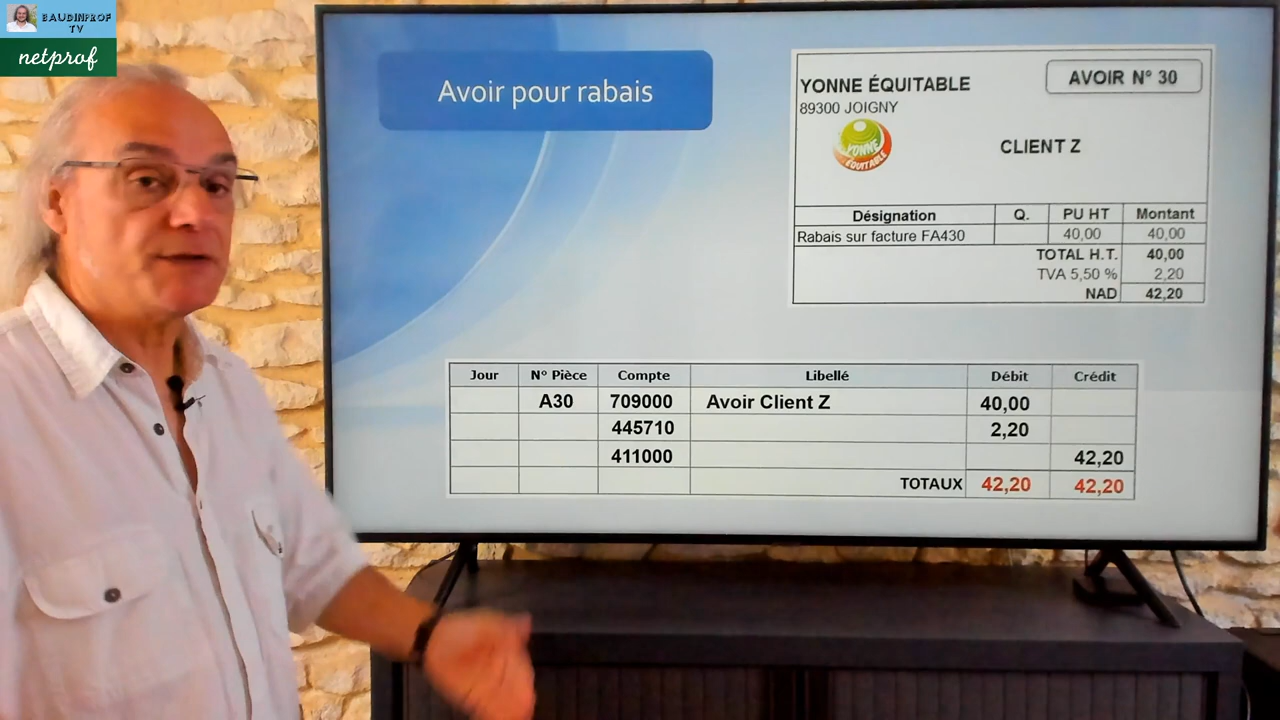 BAUDINPROF
TV
netprof
Avoir pour rabais
YONNE ÉQUITABLE
AVOIR N° 30
89300 JOIGNY
YONNE
ÉQUITABLE
CLIENT Z
Désignation Q. PU HT Montant
Rabais sur facture FA430 40,00 40,00
TOTAL H.T. 40,00
TVA 5,50 % 2,20
NAD 42,20
Jour N° Pièce Compte Libellé Débit Crédit
A30 709000 Avoir Client Z 40,00
445710 2,20
411000 42,20
TOTAUX 42,20 42,20